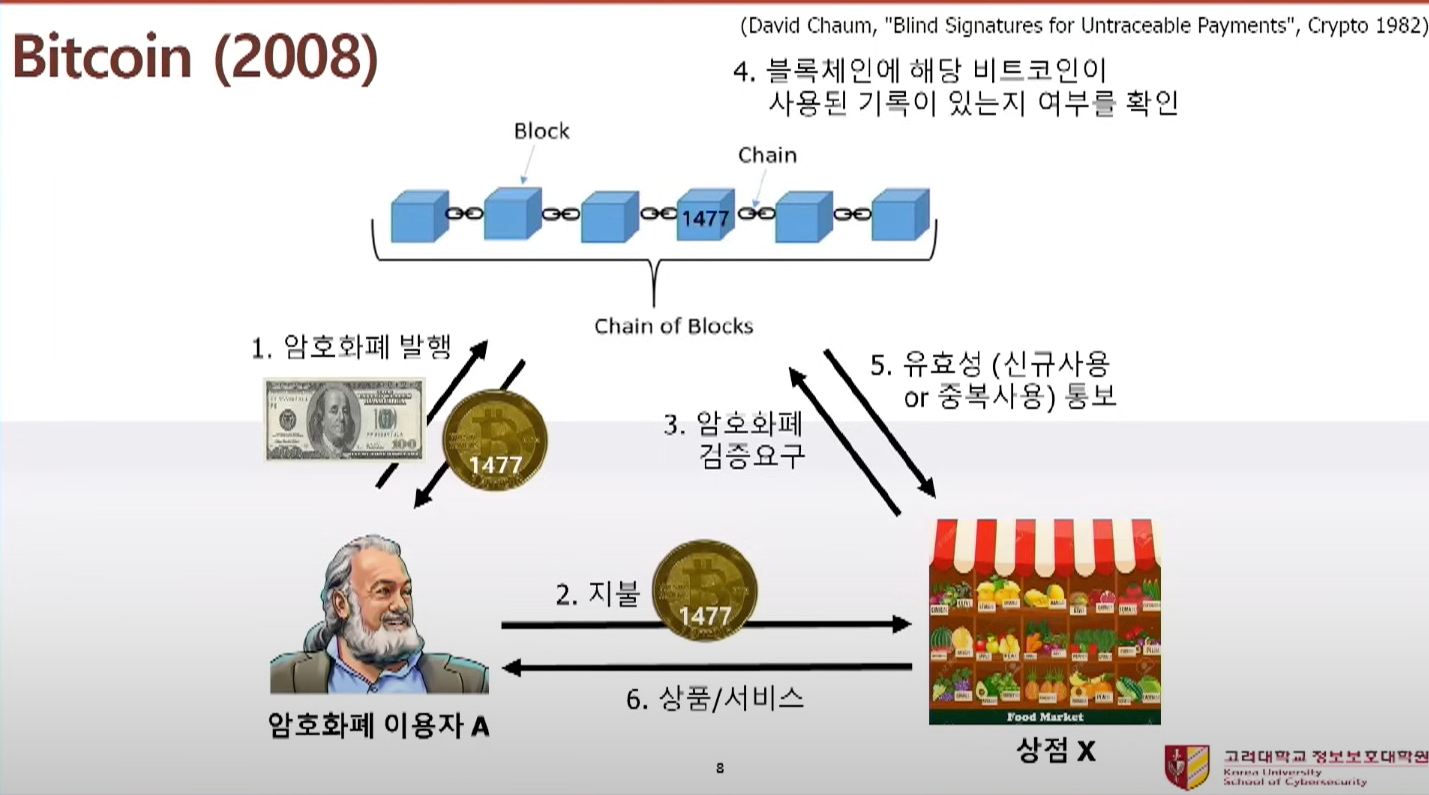 (David Chaum, "Blind Signatures for Untraceable Payments", Crypto 1982)
Bitcoin (2008)
4. 블록체인에 해당 비트코인이
사용된 기록이 있는지 여부를 확인
Block
Chain
1477
Chain of Blocks
1. 암호화폐 발행
100
1477
3. 암호화폐
검증요구
5. 유효성 (신규사용
or 중복사용) 통보
2. 지불
1477
6. 상품/서비스
Food Market
암호화폐 이용자 A
상점 X
8
고려대학교 정보보호대학원
Korea University
School of Cybersecurity